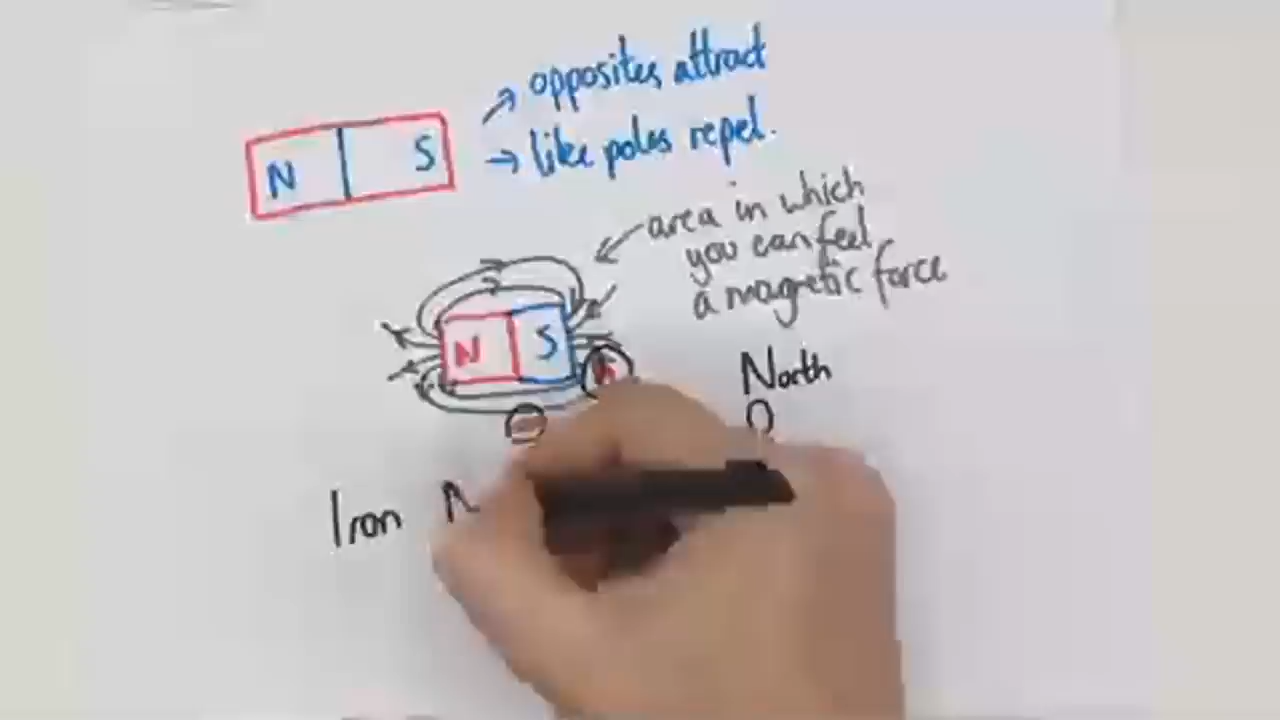 N S
opposites attract
like poles repel.
area in which
you can feel
a magnetic force
N S
North
Iron N